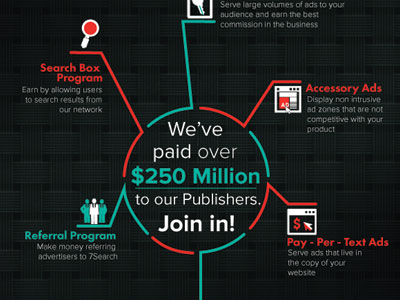 Serve large volumes of ads to your
audience and earn the best
commission in the business
Search Box
Program
Earn by allowing users
to search results from
our network
Accessory Ads
Display non intrusive
ad zones that are not
competitive with your
product
AD
We've
paid over
$250 Million
to our Publishers.
Join in!
Referral Program
Make money referring
advertisers to 7Search
$
Pay - Per - Text Ads
Serve ads that live in
the copy of your
website